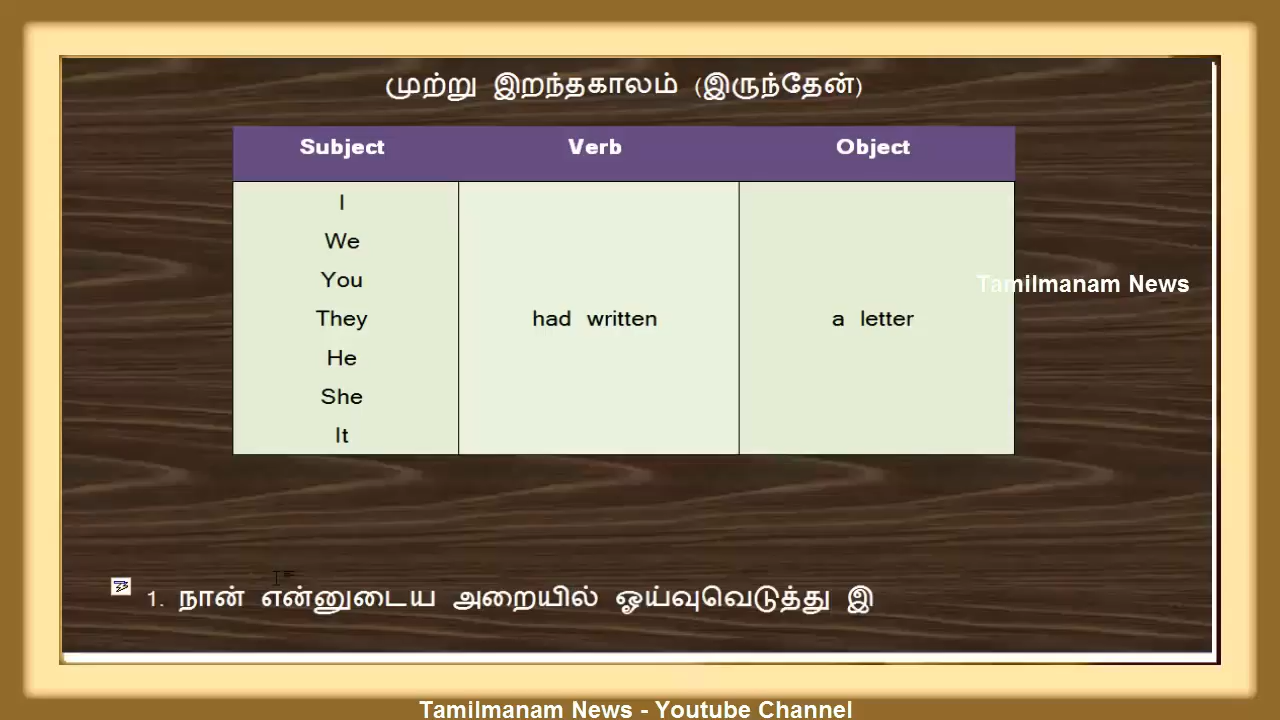 முற்று இறந்தகாலம் (இருந்தேன்)
Subject Verb Object
I
We
You
They had written a letter
He
She
It
Tamilmanam News
1. நான் என்னுடைய அறையில் ஓய்வுவெடுத்து இ
Tamilmanam News - Youtube Channel